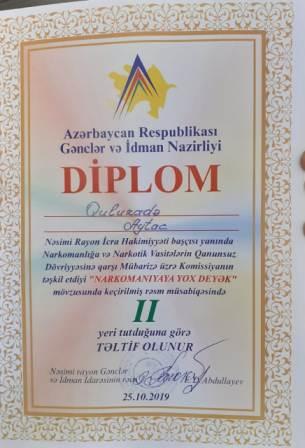 Azərbaycan Respublikası
Gənclər və İdman Nazirliyi
DİPLOM
Quluzadə
Aytac
Nəsimi Rayon İcra Hakimiyyəti başçısı yanında
Narkomanlığa və Narkotik Vasitələrin Qanunsuz
Dövriyyəsinə qarşı Mübarizə üzrə Komissiyanın
təşkil etdiyi "NARKOMANİYAYA YOX DEYƏK"
mövzusunda keçirilmiş rəsm müsabiqəsində
II
yeri tutduğuna görə
TƏLTİF OLUNUR
Nəsimi rayon Gənclər
və İdman İdarəsinin rəisi Abdullayev
25.10.2019